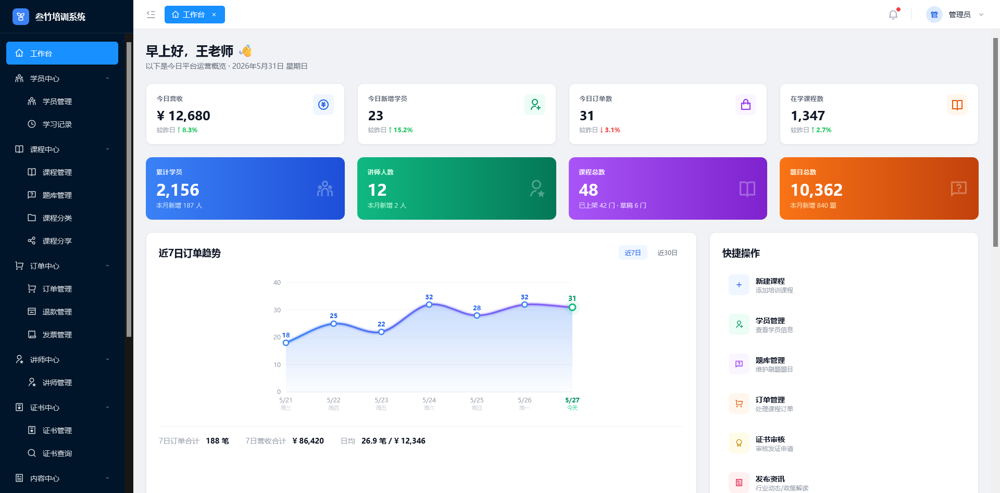 叁竹培训系统
工作台
学员中心
学员管理
学习记录
课程中心
课程管理
题库管理
课程分类
课程分享
订单中心
订单管理
退款管理
发票管理
讲师中心
讲师管理
证书中心
证书管理
证书查询
内容中心
工作台 ×
管 管理员
早上好，王老师 👋
以下是今日平台运营概览 · 2026年5月31日 星期日
今日营收
¥ 12,680
较昨日 ↑ 8.3%
今日新增学员
23
较昨日 ↑ 15.2%
今日订单数
31
较昨日 ↓ 3.1%
在学课程数
1,347
较昨日 ↑ 2.7%
累计学员
2,156
本月新增 187 人
讲师人数
12
本月新增 2 人
课程总数
48
已上架 42 门 · 草稿 6 门
题目总数
10,362
本月新增 840 题
近7日订单趋势
近7日 近30日
40
30
20
10
0
18
25
22
32
28
32
31
5/21 5/22 5/23 5/24 5/25 5/26 5/27
周三 周四 周五 周六 周日 周一 今天
7日订单合计 188 笔 7日营收合计 ¥ 86,420 日均 26.9 笔 / ¥ 12,346
快捷操作
新建课程
添加培训课程
学员管理
查看学员信息
题库管理
维护刷题题目
订单管理
处理课程订单
证书审核
审核发证申请
发布资讯
行业动态/政策解读